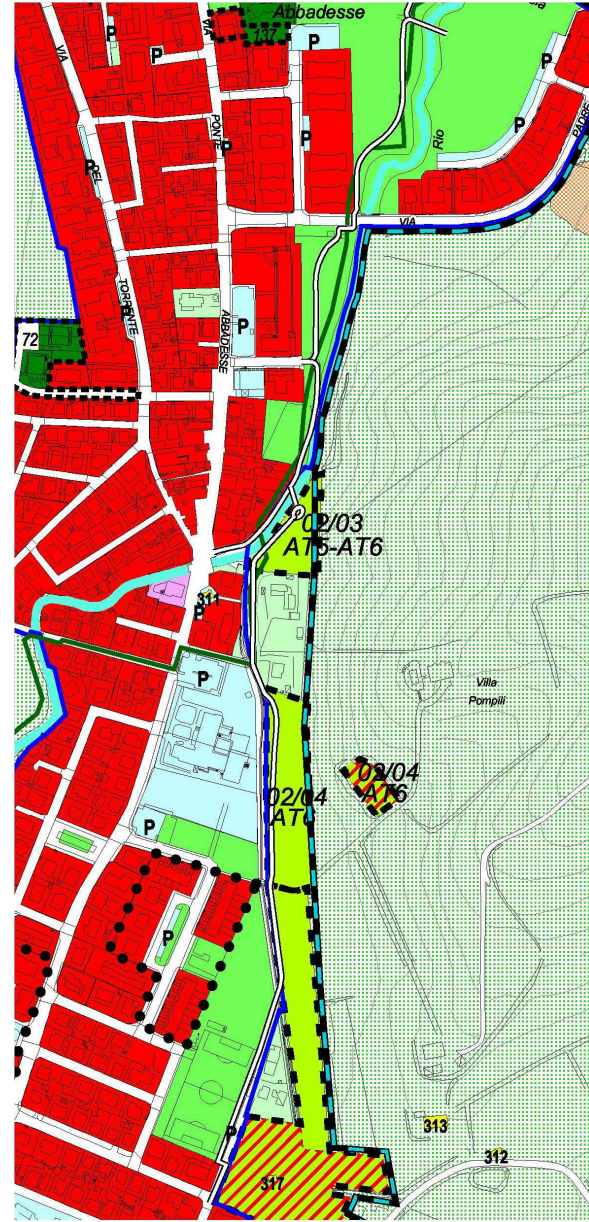 Abbadesse
137
P
P
P
P
P
VIA
VIA
PONTE
P
P
P
DEL
Rio
PADRE
VIA
TORRENTE
P
P
ABBADESSE
72
02/03
AT5-AT6
311
P
P
Villa
Pompili
02/04
AT6
02/04
AT6
P
P
P
313
312
317